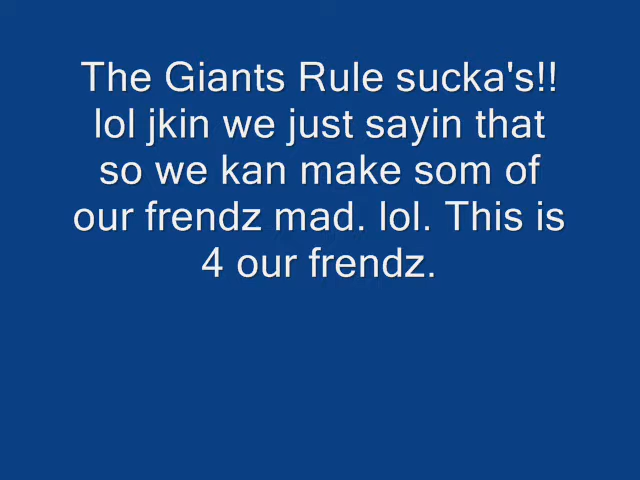 The Giants Rule sucka's!!
lol jkin we just sayin that
so we kan make som of
our frendz mad. lol. This is
4 our frendz.